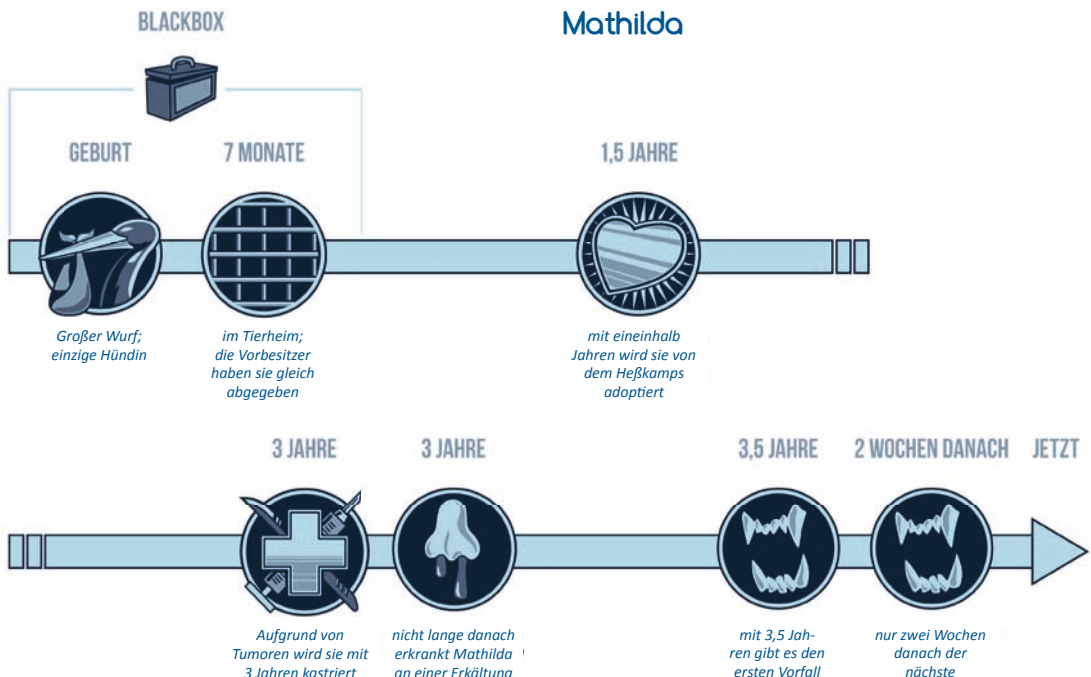 BLACKBOX
Mathilda
GEBURT
7 MONATE
1,5 JAHRE
Großer Wurf;
einzige Hündin
im Tierheim;
die Vorbesitzer
haben sie gleich
abgegeben
mit eineinhalb
Jahren wird sie von
dem Heßkamps
adoptiert
3 JAHRE
3 JAHRE
3,5 JAHRE
2 WOCHEN DANACH
JETZT
Aufgrund von
Tumoren wird sie mit
3 Jahren kastriert
nicht lange danach
erkrankt Mathilda
an einer Erkältung
mit 3,5 Jah-
ren gibt es den
ersten Vorfall
nur zwei Wochen
danach der
nächste